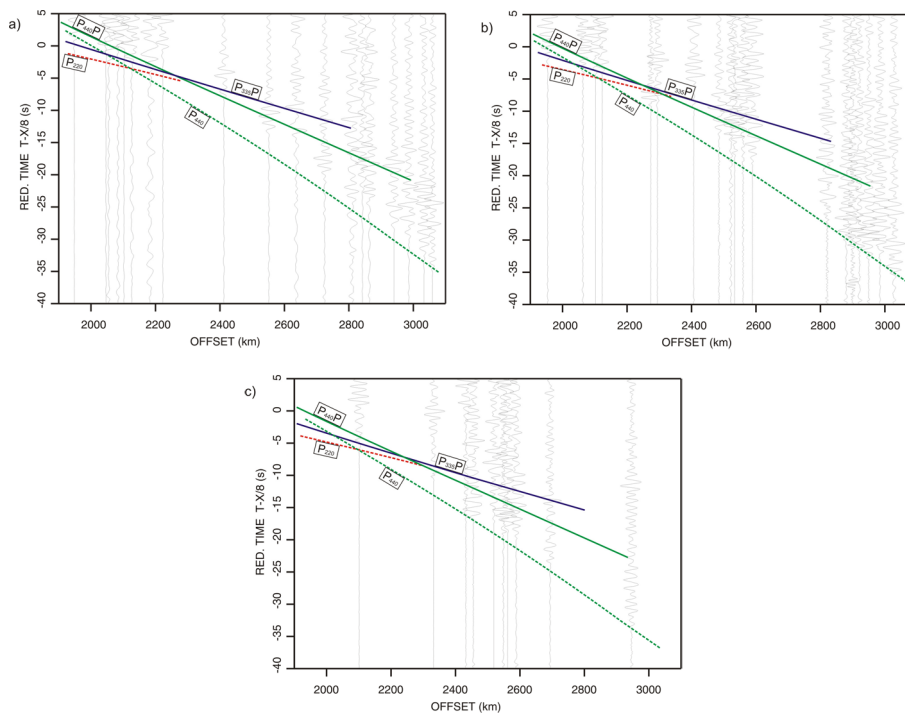 a)
RED. TIME T-X/8 (s)
5
0
-5
-10
-15
-20
-25
-30
-35
-40
P₄₄₀P
P₂₂₀
P₃₃₅P
P₄₄₀
2000 2200 2400 2600 2800 3000
OFFSET (km)
b)
RED. TIME T-X/8 (s)
5
0
-5
-10
-15
-20
-25
-30
-35
-40
P₄₄₀P
P₂₂₀
P₃₃₅P
P₄₄₀
2000 2200 2400 2600 2800 3000
OFFSET (km)
c)
RED. TIME T-X/8 (s)
5
0
-5
-10
-15
-20
-25
-30
-35
-40
P₄₄₀P
P₂₂₀
P₃₃₅P
P₄₄₀
2000 2200 2400 2600 2800 3000
OFFSET (km)